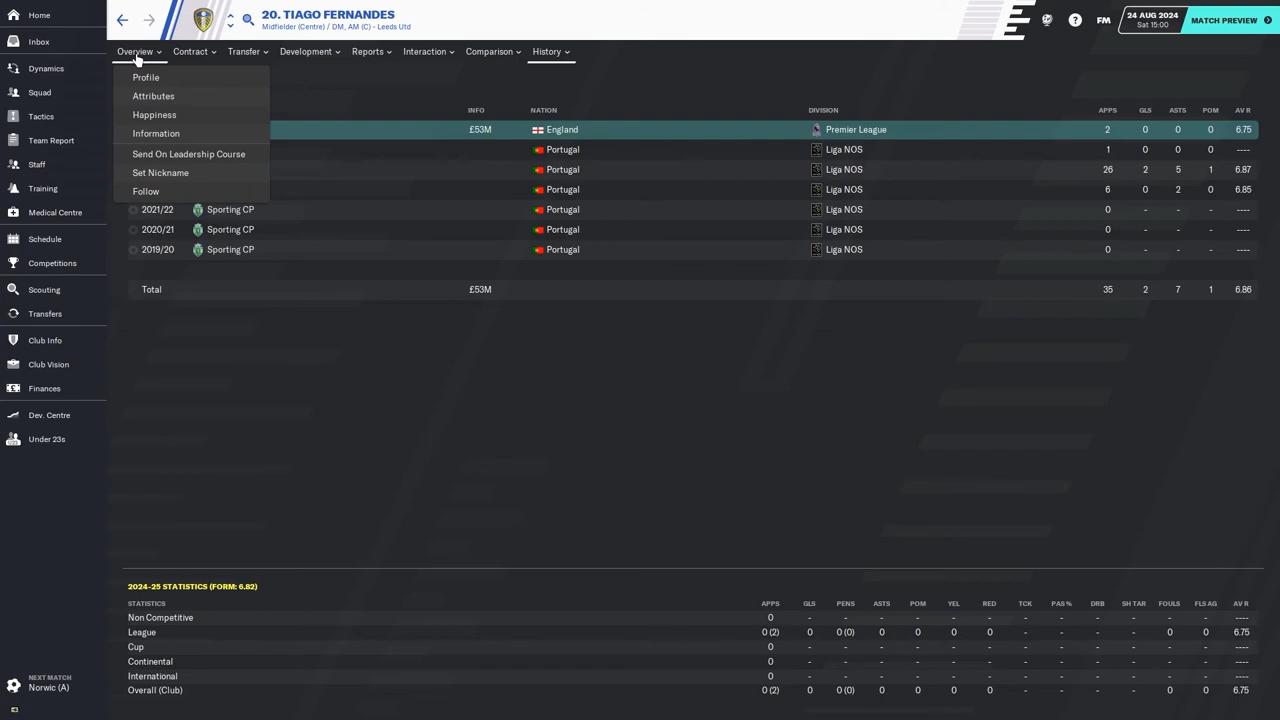 Home
Inbox
Dynamics
Squad
Tactics
Team Report
Staff
Training
Medical Centre
Schedule
Competitions
Scouting
Transfers
Club Info
Club Vision
Finances
Dev. Centre
Under 23s
NEXT MATCH
Norwic (A)
20. TIAGO FERNANDES
Midfielder (Centre) / DM, AM (C) - Leeds Utd
FM
24 AUG 2024
Sat 15:00
MATCH PREVIEW
Overview Contract Transfer Development Reports Interaction Comparison History
Profile
Attributes
Happiness
Information
Send On Leadership Course
Set Nickname
Follow
INFO NATION DIVISION APPS GLS ASTS POM AV R
£53M England Premier League 2 0 0 0 6.75
Portugal Liga NOS 1 0 0 0 ----
Portugal Liga NOS 26 2 5 1 6.87
Portugal Liga NOS 6 0 2 0 6.85
2021/22 Sporting CP Portugal Liga NOS 0 - - - ----
2020/21 Sporting CP Portugal Liga NOS 0 - - - ----
2019/20 Sporting CP Portugal Liga NOS 0 - - - ----
Total £53M 35 2 7 1 6.86
2024-25 STATISTICS (FORM: 6.82)
STATISTICS APPS GLS PENS ASTS POM YEL RED TCK PAS % DRB SH TAR FOULS FLS AG AV R
Non Competitive 0 - - - - - - - - - - - - ----
League 0 (2) 0 0 (0) 0 0 0 0 - - - - 0 0 6.75
Cup 0 - - - - - - - - - - - - ----
Continental 0 - - - - - - - - - - - - ----
International 0 - - - - - - - - - - - - ----
Overall (Club) 0 (2) 0 0 (0) 0 0 0 0 - - - - 0 0 6.75